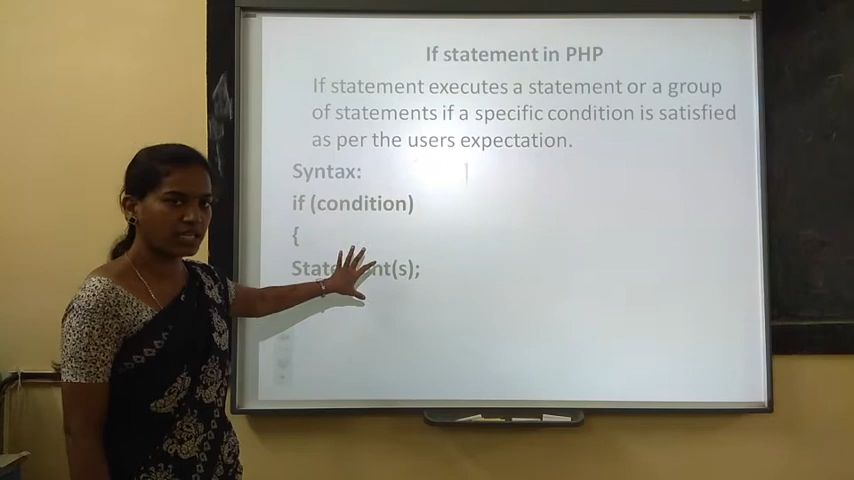 If statement in PHP
If statement executes a statement or a group
of statements if a specific condition is satisfied
as per the users expectation.
Syntax:
if (condition)
{
Statement(s);